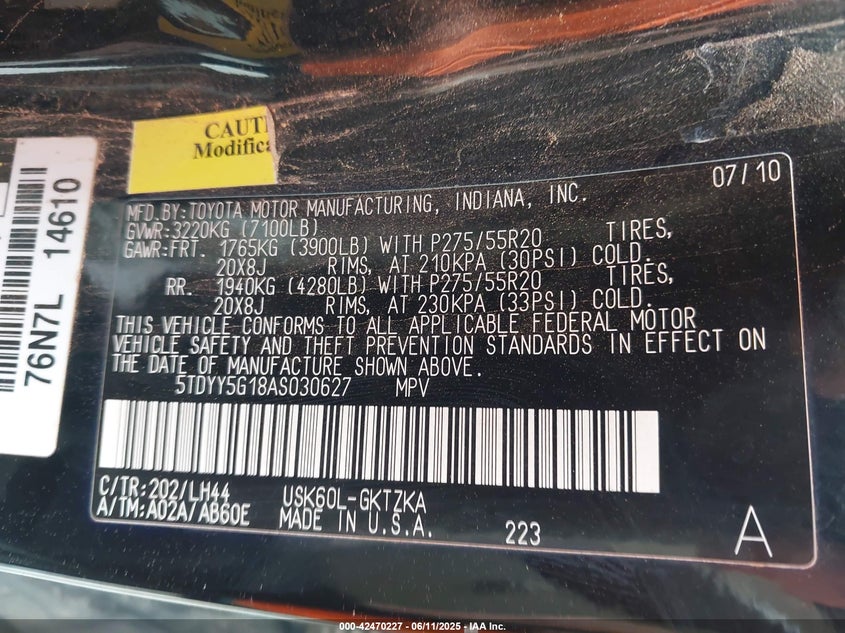 CAUTI
Modifica
76N7L 14610
07/10
MFD.BY:TOYOTA MOTOR MANUFACTURING, INDIANA, INC.
GVWR:3220KG (7100LB)
GAWR:FRT. 1765KG (3900LB) WITH P275/55R20 TIRES,
20X8J RIMS, AT 210KPA (30PSI) COLD.
RR. 1940KG (4280LB) WITH P275/55R20 TIRES,
20X8J RIMS, AT 230KPA (33PSI) COLD.
THIS VEHICLE CONFORMS TO ALL APPLICABLE FEDERAL MOTOR
VEHICLE SAFETY AND THEFT PREVENTION STANDARDS IN EFFECT ON
THE DATE OF MANUFACTURE SHOWN ABOVE.
5TDYY5G18AS030627 MPV
C/TR:202/LH44 USK60L-GKTZKA
A/TM:A02A/AB60E MADE IN U.S.A. 223 A
000-42470227 - 06/11/2025 - IAA Inc.